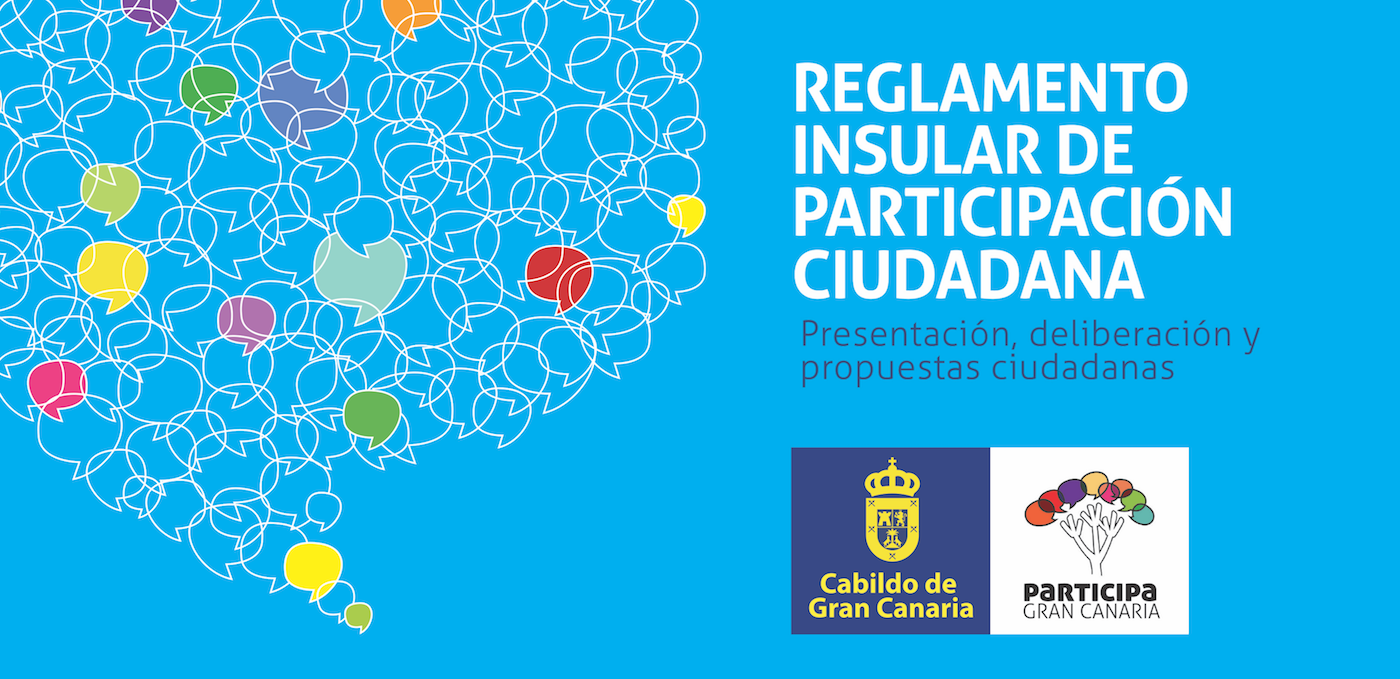 REGLAMENTO
INSULAR DE
PARTICIPACIÓN
CIUDADANA
Presentación, deliberación y
propuestas ciudadanas
Cabildo de
Gran Canaria
PARTICIPa
GRAN CANARIA